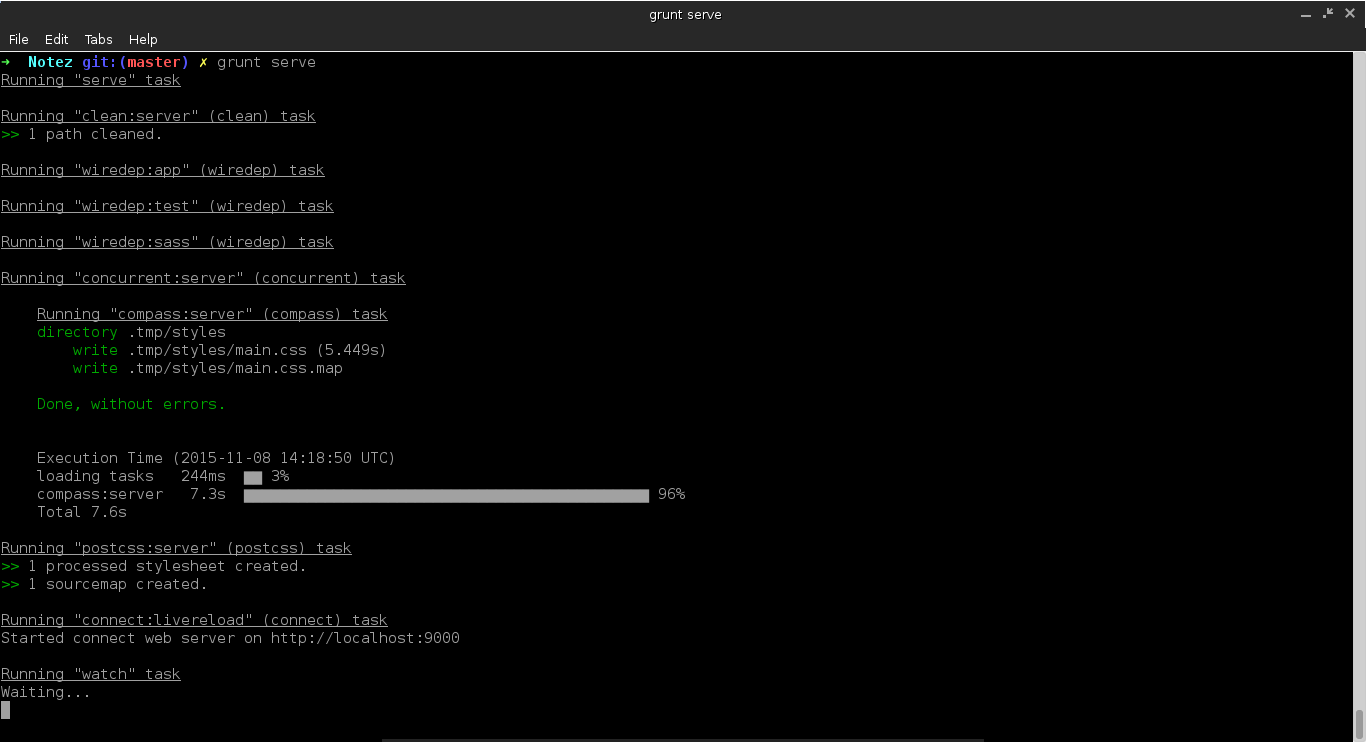 grunt serve
File Edit Tabs Help
➜ Notez git:(master) ✗ grunt serve
Running "serve" task
Running "clean:server" (clean) task
>> 1 path cleaned.
Running "wiredep:app" (wiredep) task
Running "wiredep:test" (wiredep) task
Running "wiredep:sass" (wiredep) task
Running "concurrent:server" (concurrent) task
Running "compass:server" (compass) task
directory .tmp/styles
write .tmp/styles/main.css (5.449s)
write .tmp/styles/main.css.map
Done, without errors.
Execution Time (2015-11-08 14:18:50 UTC)
loading tasks 244ms 3%
compass:server 7.3s 96%
Total 7.6s
Running "postcss:server" (postcss) task
>> 1 processed stylesheet created.
>> 1 sourcemap created.
Running "connect:livereload" (connect) task
Started connect web server on http://localhost:9000
Running "watch" task
Waiting...